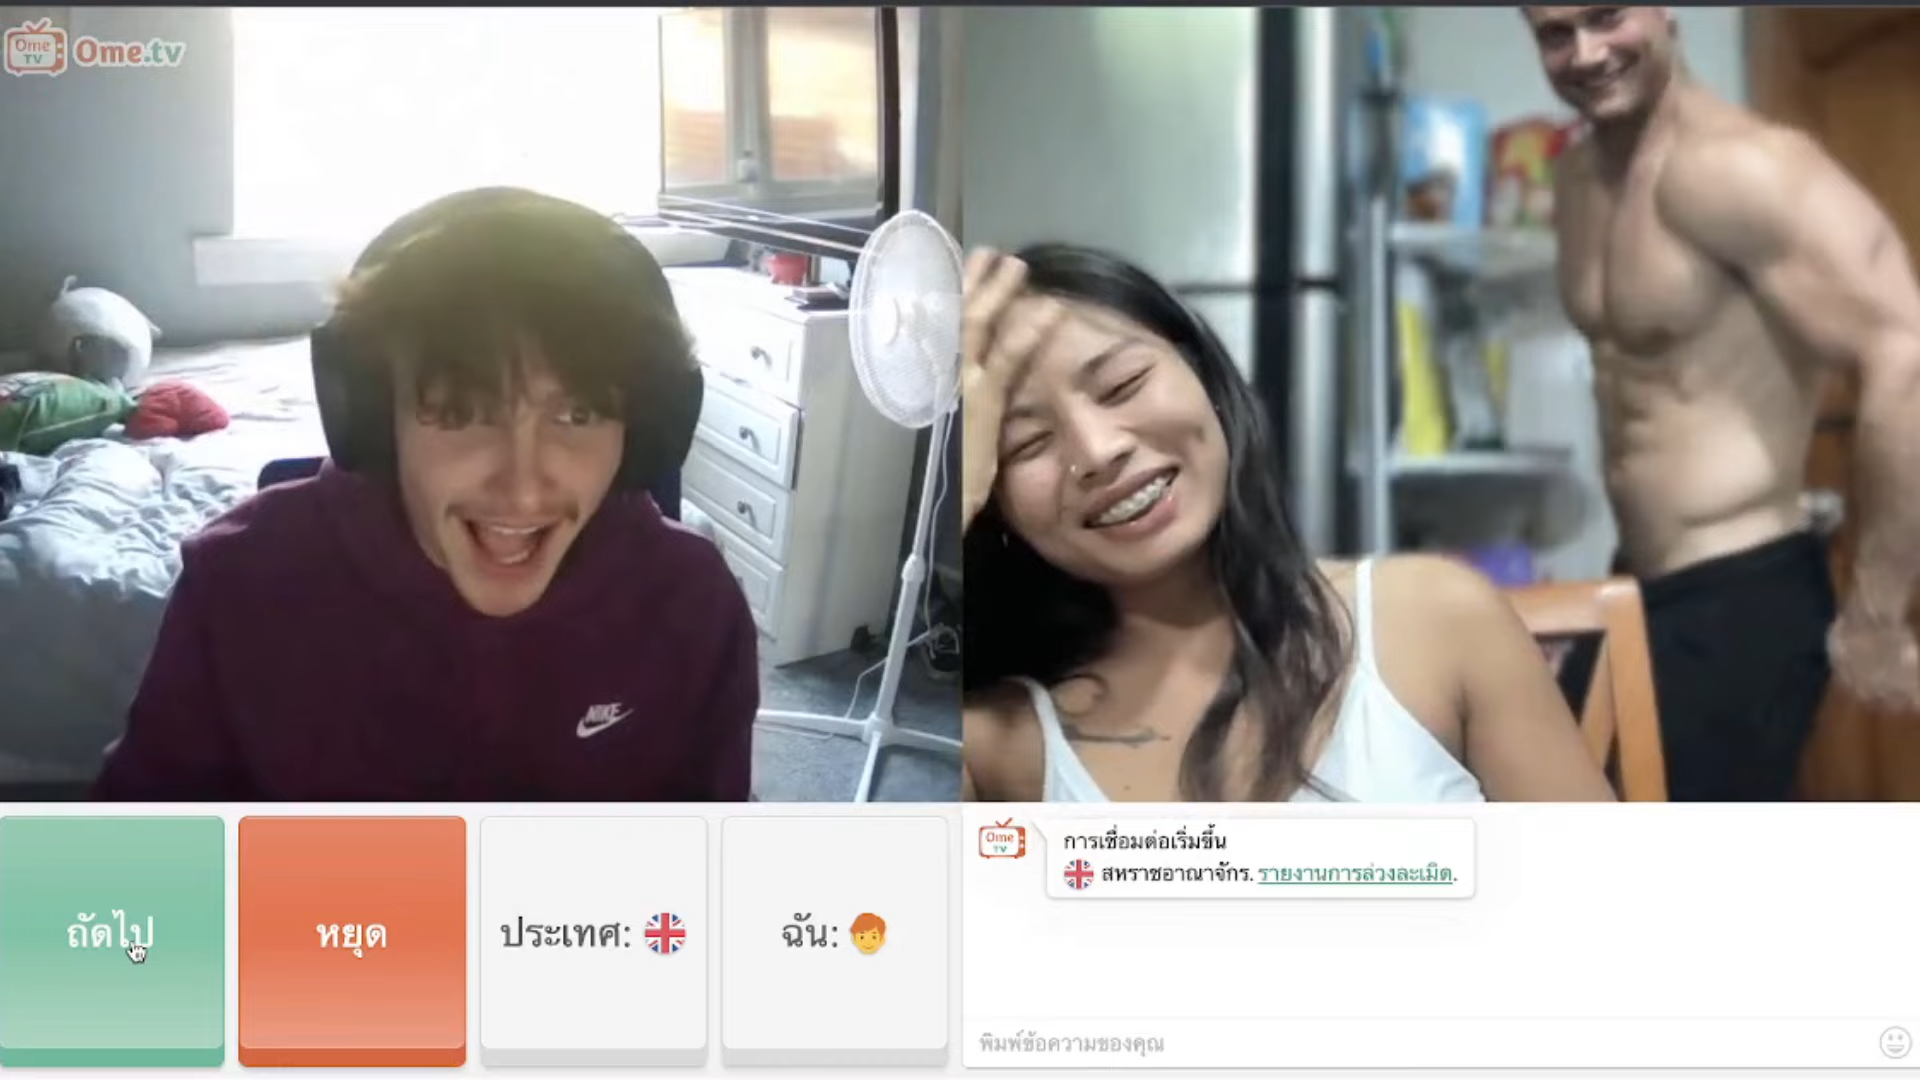 Ome TV Ome.tv
NIKE
ถัดไป
หยุด
ประเทศ:
ฉัน:
Ome TV
การเชื่อมต่อเริ่มขึ้น
สหราชอาณาจักร. รายงานการล่วงละเมิด.
พิมพ์ข้อความของคุณ